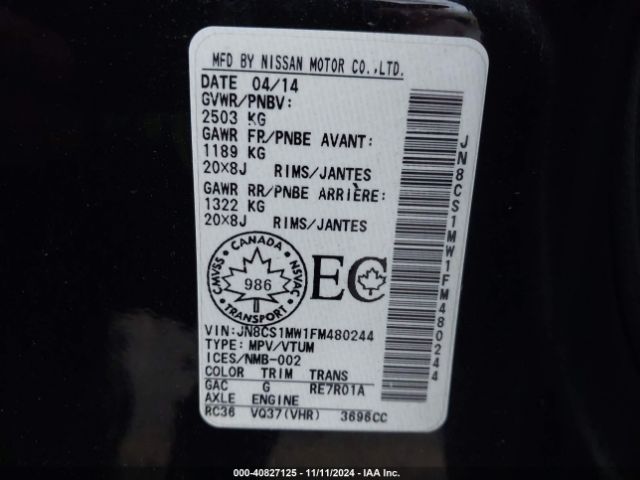 MFD BY NISSAN MOTOR CO.,LTD.
DATE 04/14
GVWR/PNBV:
2503 KG
GAWR FR/PNBE AVANT:
1189 KG
20×8J RIMS/JANTES
GAWR RR/PNBE ARRIÈRE:
1322 KG
20×8J RIMS/JANTES
CANADA
CMVSS
NSVAC
986
TRANSPORT
EC
VIN:JN8CS1MW1FM480244
TYPE: MPV/VTUM
ICES/NMB-002
COLOR TRIM TRANS
GAC G RE7R01A
AXLE ENGINE
RC36 VQ37(VHR) 3696CC
JN8CS1MW1FM480244
000-40827125 - 11/11/2024 - IAA Inc.